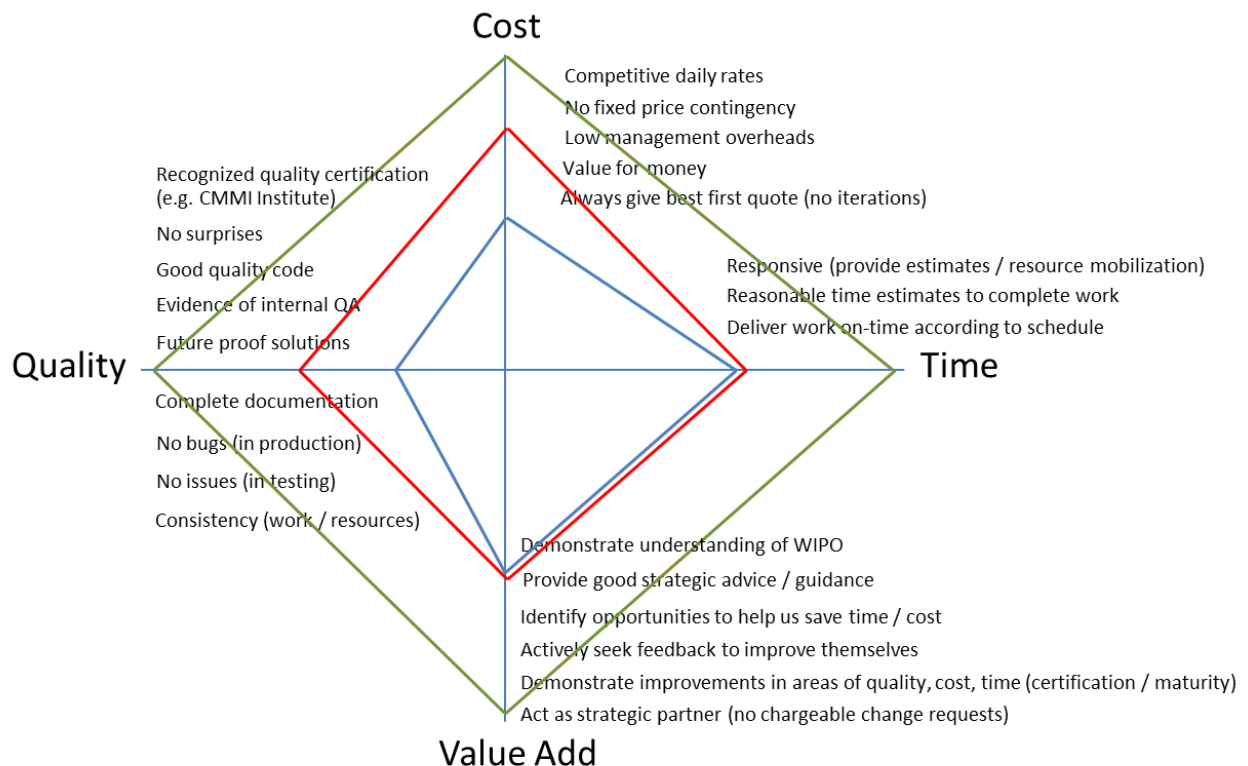 Cost
Competitive daily rates
No fixed price contingency
Low management overheads
Value for money
Always give best first quote (no iterations)
Recognized quality certification
(e.g. CMMI Institute)
No surprises
Good quality code
Evidence of internal QA
Future proof solutions
Quality
Complete documentation
No bugs (in production)
No issues (in testing)
Consistency (work / resources)
Responsive (provide estimates / resource mobilization)
Reasonable time estimates to complete work
Deliver work on-time according to schedule
Time
Demonstrate understanding of WIPO
Provide good strategic advice / guidance
Identify opportunities to help us save time / cost
Actively seek feedback to improve themselves
Demonstrate improvements in areas of quality, cost, time (certification / maturity)
Act as strategic partner (no chargeable change requests)
Value Add